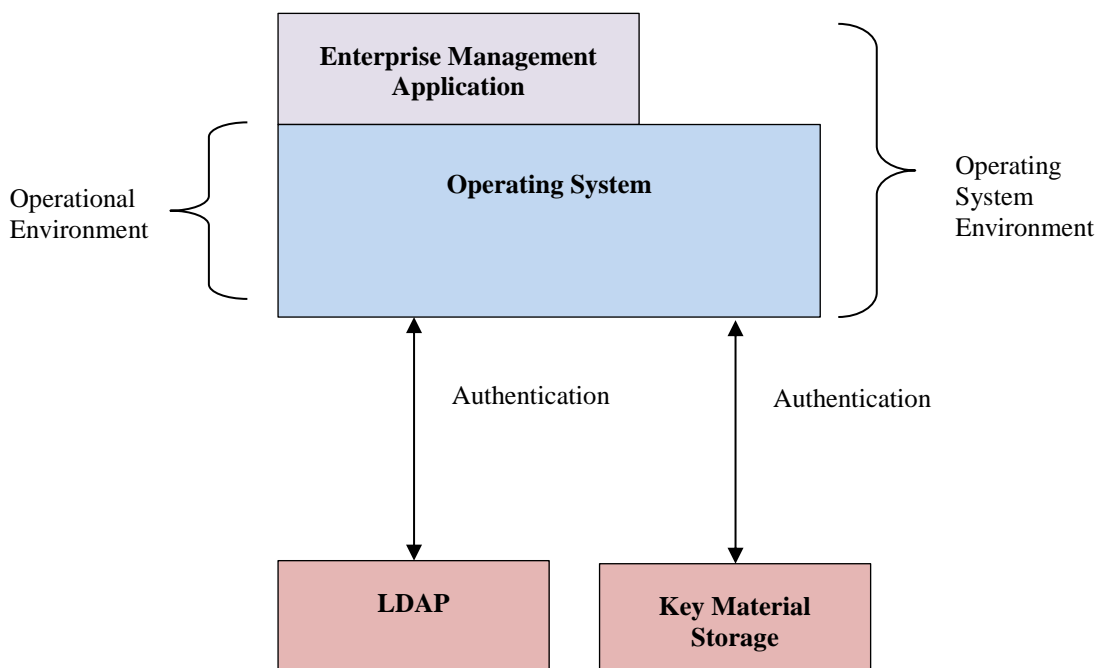 Enterprise Management
Application
Operating System
Operational
Environment
Operating
System
Environment
Authentication
Authentication
LDAP
Key Material
Storage